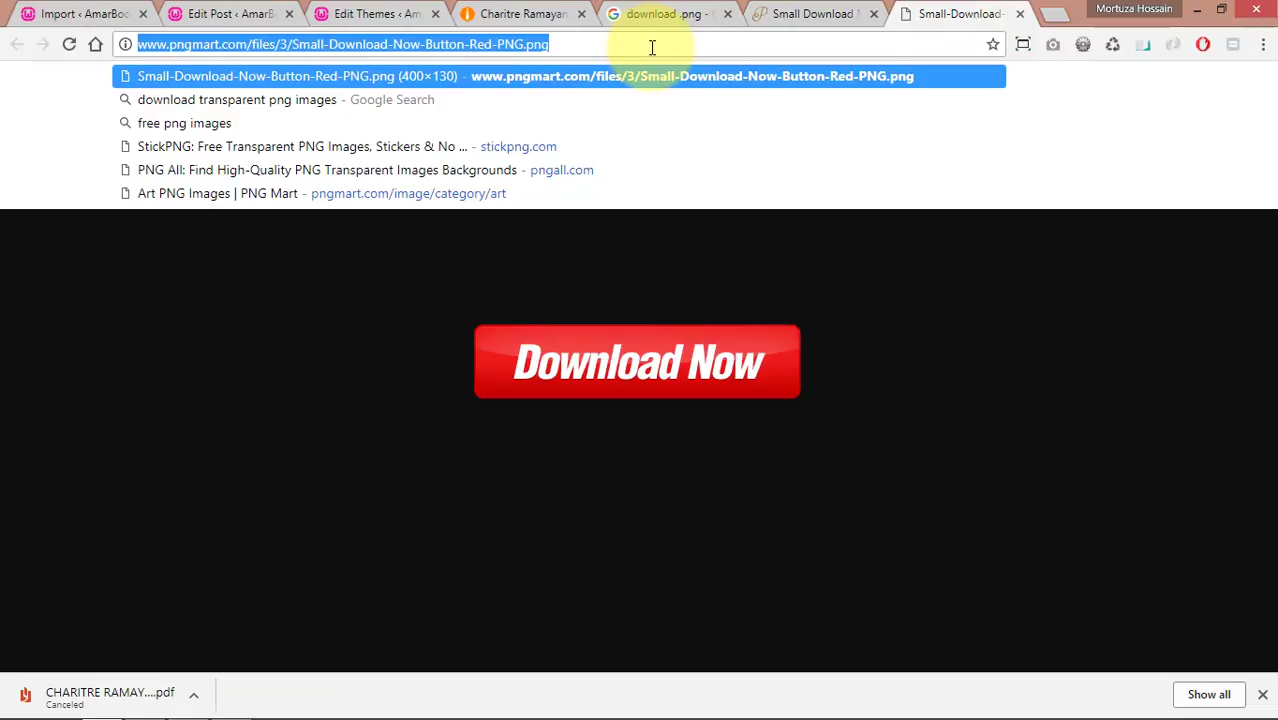 Import ‹ AmarBoo
Edit Post ‹ AmarB
Edit Themes ‹ Am
Charitre Ramayan
download .png - G
Small Download N
Small-Download-
Mortuza Hossain
www.pngmart.com/files/3/Small-Download-Now-Button-Red-PNG.png
Small-Download-Now-Button-Red-PNG.png (400×130) - www.pngmart.com/files/3/Small-Download-Now-Button-Red-PNG.png
download transparent png images - Google Search
free png images
StickPNG: Free Transparent PNG Images, Stickers & No ... - stickpng.com
PNG All: Find High-Quality PNG Transparent Images Backgrounds - pngall.com
Art PNG Images | PNG Mart - pngmart.com/image/category/art
Download Now
CHARITRE RAMAY....pdf
Canceled
Show all